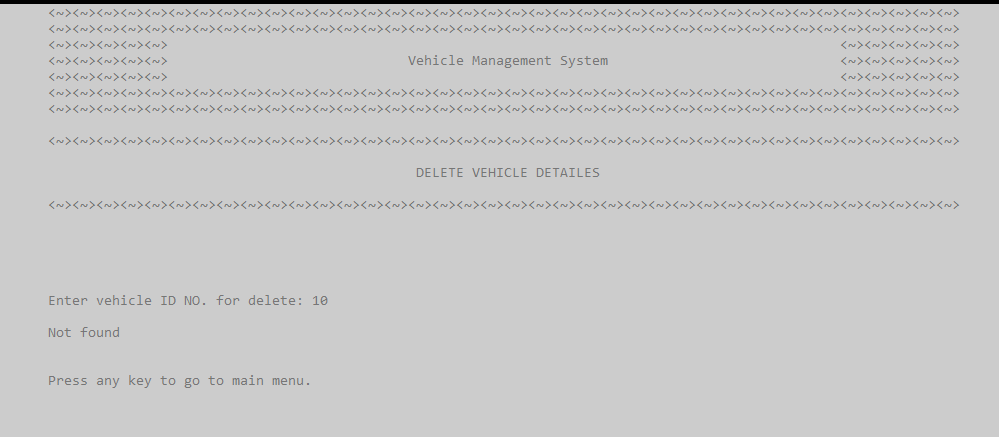 <~><~><~><~><~><~><~><~><~><~><~><~><~><~><~><~><~><~><~><~><~><~><~><~><~><~><~><~><~><~><~><~><~><~><~><~><~><~>
<~><~><~><~><~><~><~><~><~><~><~><~><~><~><~><~><~><~><~><~><~><~><~><~><~><~><~><~><~><~><~><~><~><~><~><~><~><~>
<~><~><~><~><~> <~><~><~><~><~>
<~><~><~><~><~> Vehicle Management System <~><~><~><~><~>
<~><~><~><~><~> <~><~><~><~><~>
<~><~><~><~><~><~><~><~><~><~><~><~><~><~><~><~><~><~><~><~><~><~><~><~><~><~><~><~><~><~><~><~><~><~><~><~><~><~>
<~><~><~><~><~><~><~><~><~><~><~><~><~><~><~><~><~><~><~><~><~><~><~><~><~><~><~><~><~><~><~><~><~><~><~><~><~><~>
<~><~><~><~><~><~><~><~><~><~><~><~><~><~><~><~><~><~><~><~><~><~><~><~><~><~><~><~><~><~><~><~><~><~><~><~><~><~>
DELETE VEHICLE DETAILES
<~><~><~><~><~><~><~><~><~><~><~><~><~><~><~><~><~><~><~><~><~><~><~><~><~><~><~><~><~><~><~><~><~><~><~><~><~><~>
Enter vehicle ID NO. for delete: 10
Not found
Press any key to go to main menu.